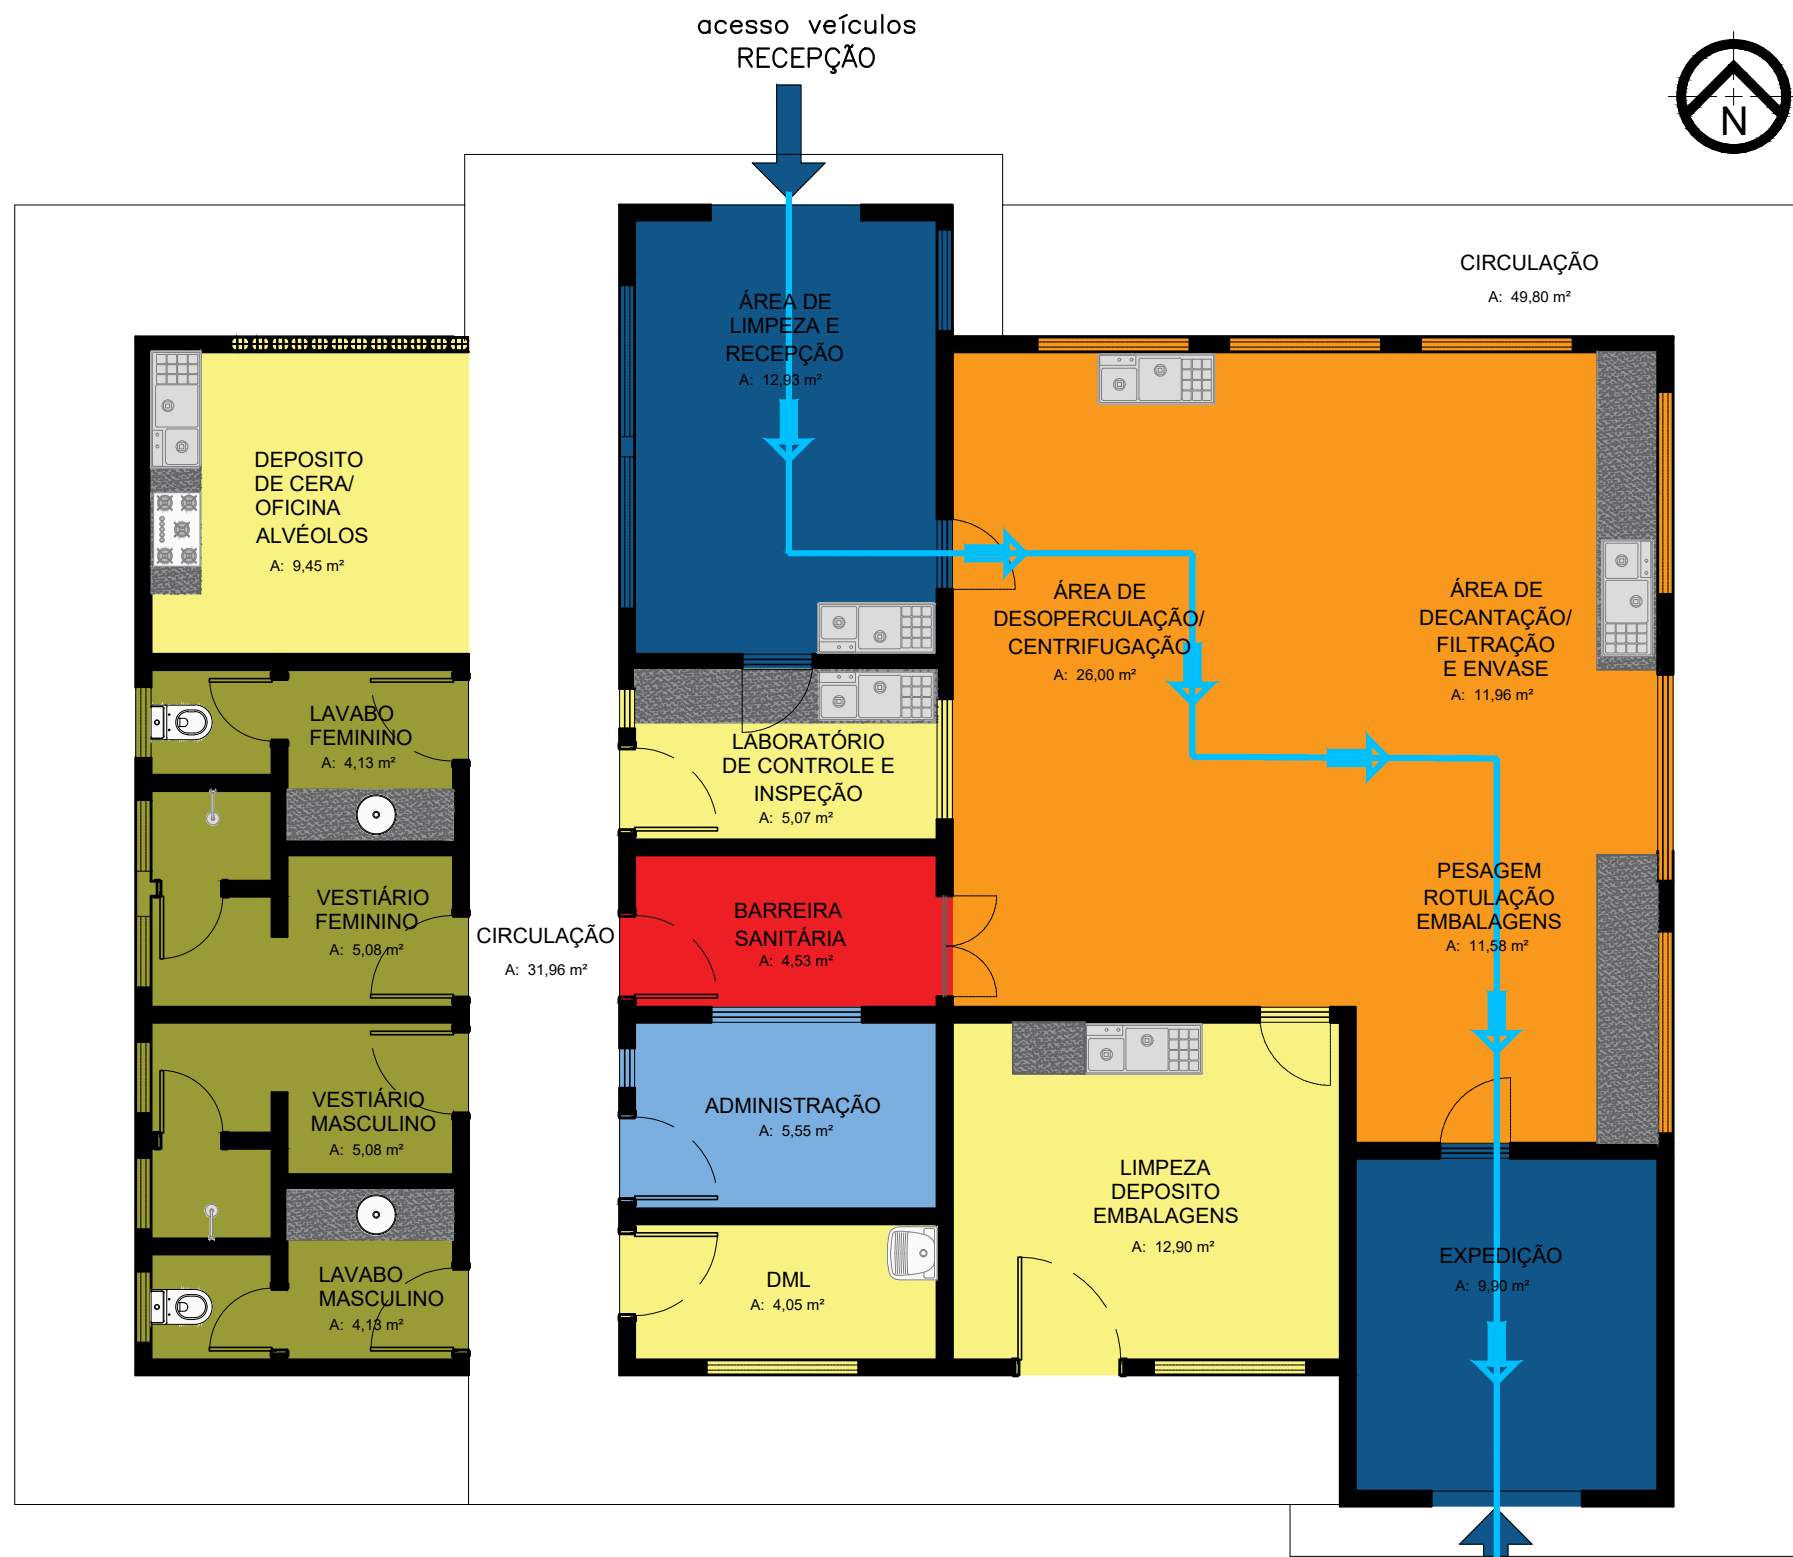 acesso veículos
RECEPÇÃO
N
CIRCULAÇÃO
A: 49,80 m²
ÁREA DE
LIMPEZA E
RECEPÇÃO
A: 12,93 m²
DEPOSITO
DE CERA/
OFICINA
ALVÉOLOS
A: 9,45 m²
ÁREA DE
DESOPERCULAÇÃO/
CENTRIFUGAÇÃO
A: 26,00 m²
ÁREA DE
DECANTAÇÃO/
FILTRAÇÃO
E ENVASE
A: 11,96 m²
LAVABO
FEMININO
A: 4,13 m²
LABORATÓRIO
DE CONTROLE E
INSPEÇÃO
A: 5,07 m²
VESTIÁRIO
FEMININO
A: 5,08 m²
CIRCULAÇÃO
A: 31,96 m²
BARREIRA
SANITÁRIA
A: 4,53 m²
PESAGEM
ROTULAÇÃO
EMBALAGENS
A: 11,58 m²
VESTIÁRIO
MASCULINO
A: 5,08 m²
ADMINISTRAÇÃO
A: 5,55 m²
LIMPEZA
DEPOSITO
EMBALAGENS
A: 12,90 m²
LAVABO
MASCULINO
A: 4,13 m²
DML
A: 4,05 m²
EXPEDIÇÃO
A: 9,90 m²